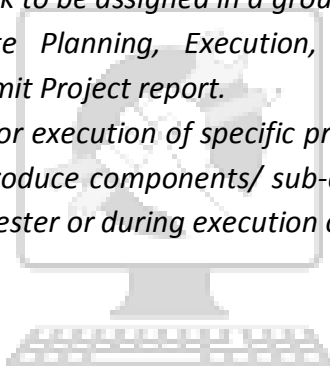 k to be assigned in a grou
te Planning, Execution,
mit Project report.
or execution of specific pr
roduce components/ sub-
ester or during execution